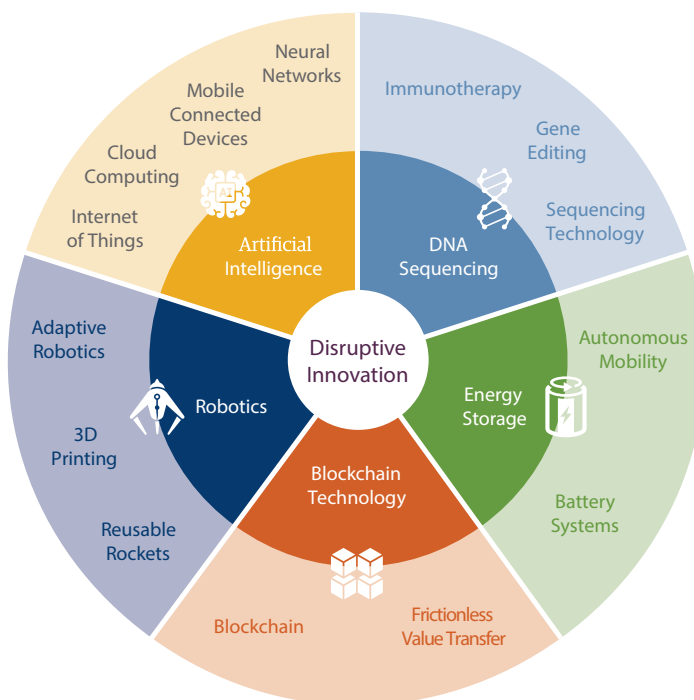 Neural
Networks
Mobile
Connected
Devices
Cloud
Computing
Internet
of Things
AI
Artificial
Intelligence
Immunotherapy
Gene
Editing
Sequencing
Technology
DNA
Sequencing
Adaptive
Robotics
3D
Printing
Reusable
Rockets
Robotics
Disruptive
Innovation
Energy
Storage
Autonomous
Mobility
Battery
Systems
Blockchain
Technology
Blockchain
Frictionless
Value Transfer